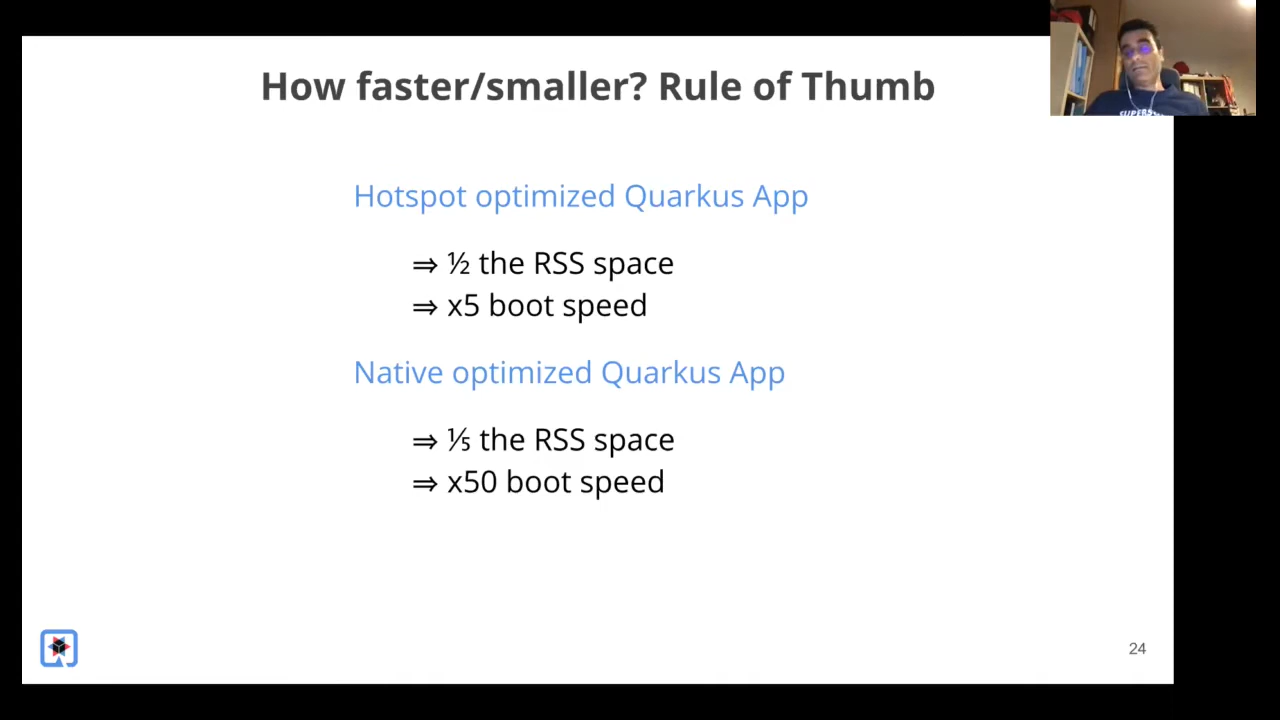 How faster/smaller? Rule of Thumb
Hotspot optimized Quarkus App
⇒ ½ the RSS space
⇒ x5 boot speed
Native optimized Quarkus App
⇒ ⅕ the RSS space
⇒ x50 boot speed
24